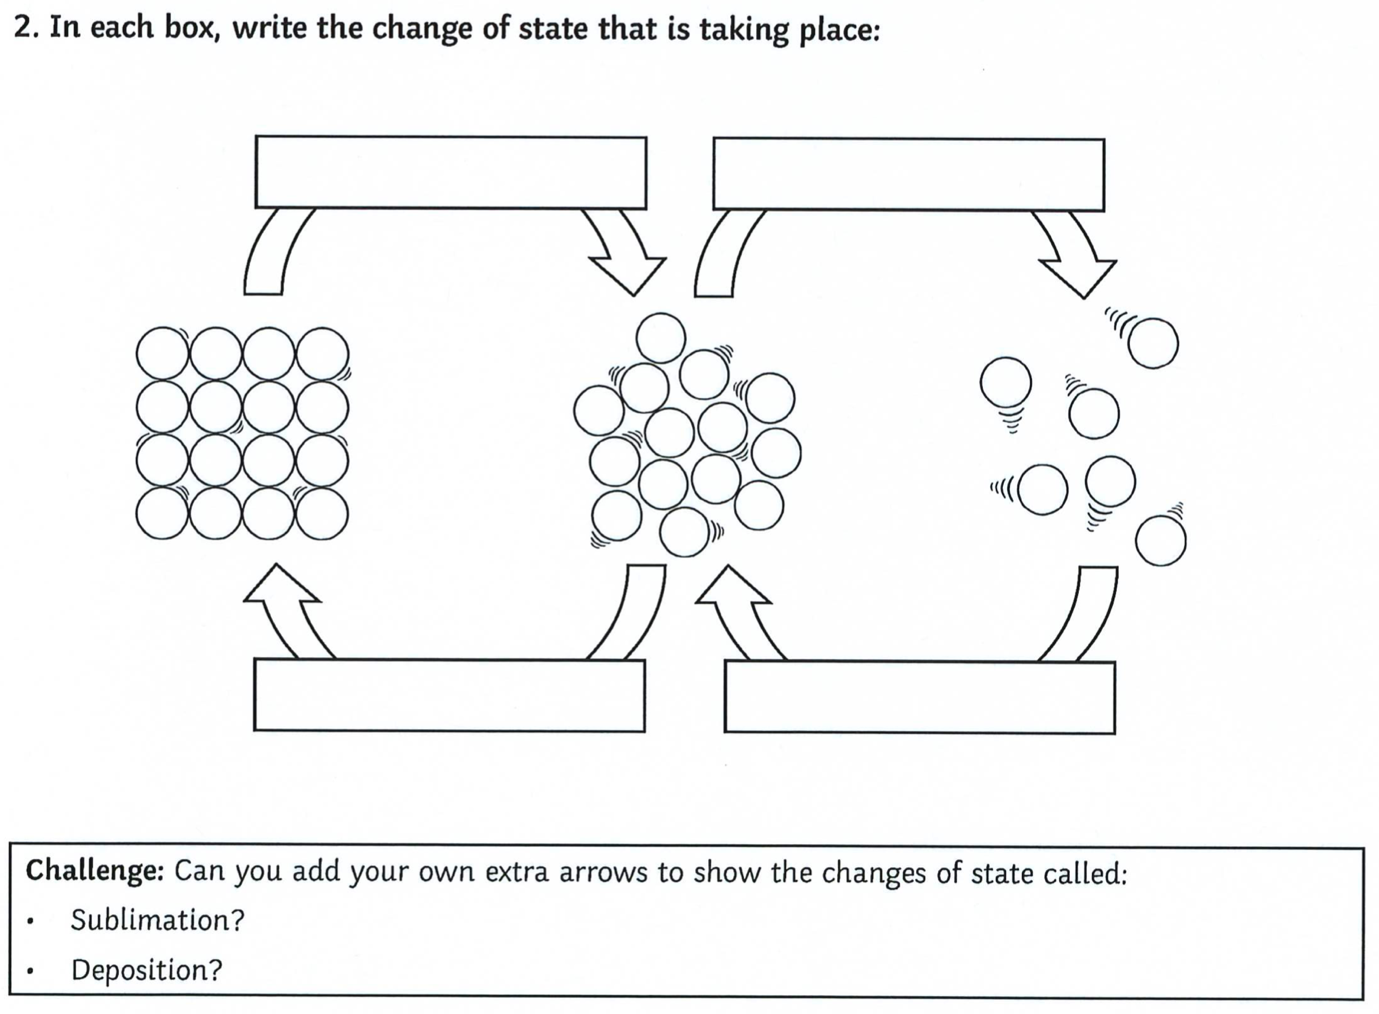 2. In each box, write the change of state that is taking place:
Challenge: Can you add your own extra arrows to show the changes of state called:
• Sublimation?
• Deposition?